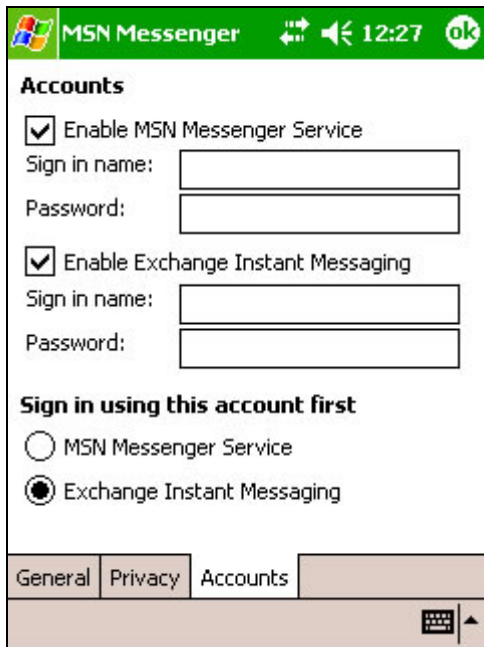 MSN Messenger 12:27 ok
Accounts
Enable MSN Messenger Service
Sign in name:
Password:
Enable Exchange Instant Messaging
Sign in name:
Password:
Sign in using this account first
MSN Messenger Service
Exchange Instant Messaging
General Privacy Accounts